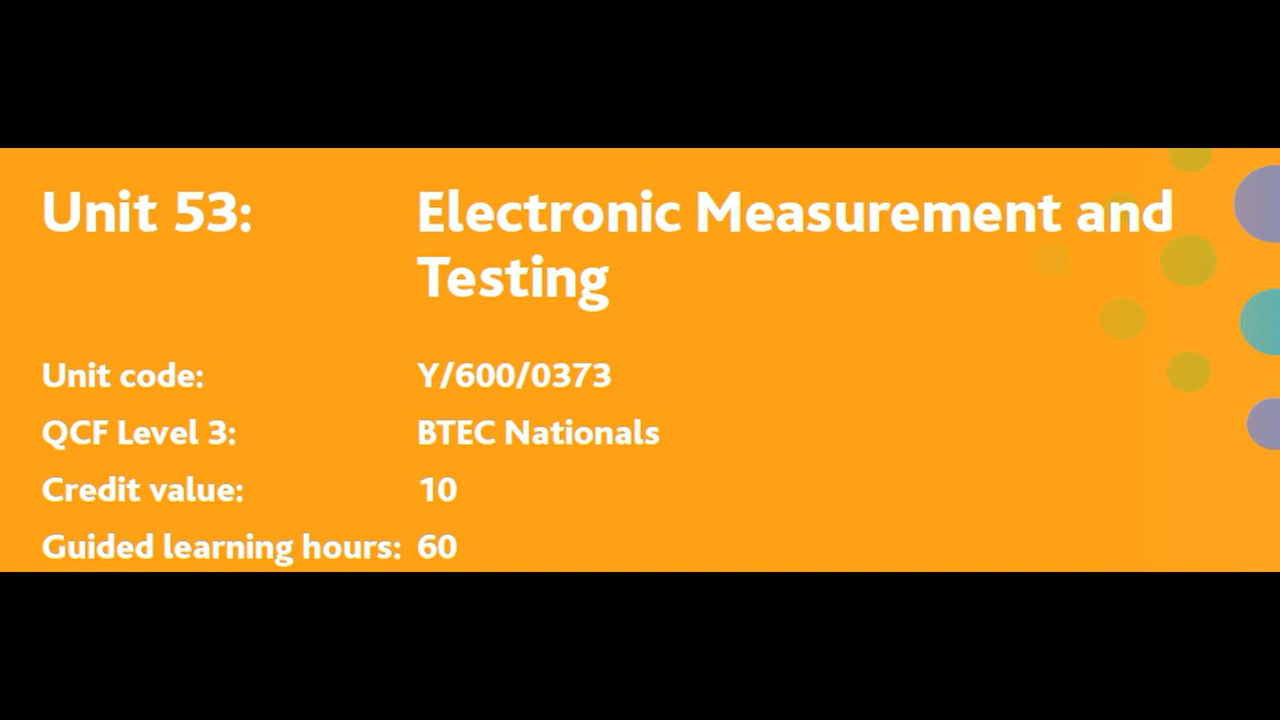 Unit 53: Electronic Measurement and
Testing
Unit code: Y/600/0373
QCF Level 3: BTEC Nationals
Credit value: 10
Guided learning hours: 60